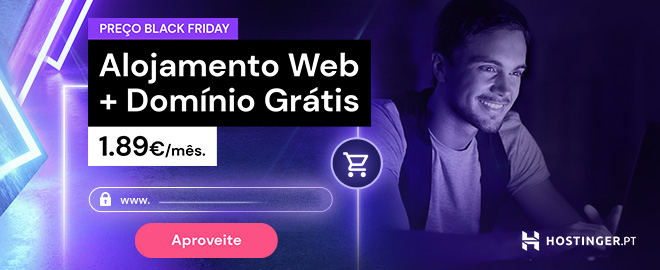 PREÇO BLACK FRIDAY
Alojamento Web
+ Domínio Grátis
1.89€/mês.
www.
Aproveite
HOSTINGER.PT